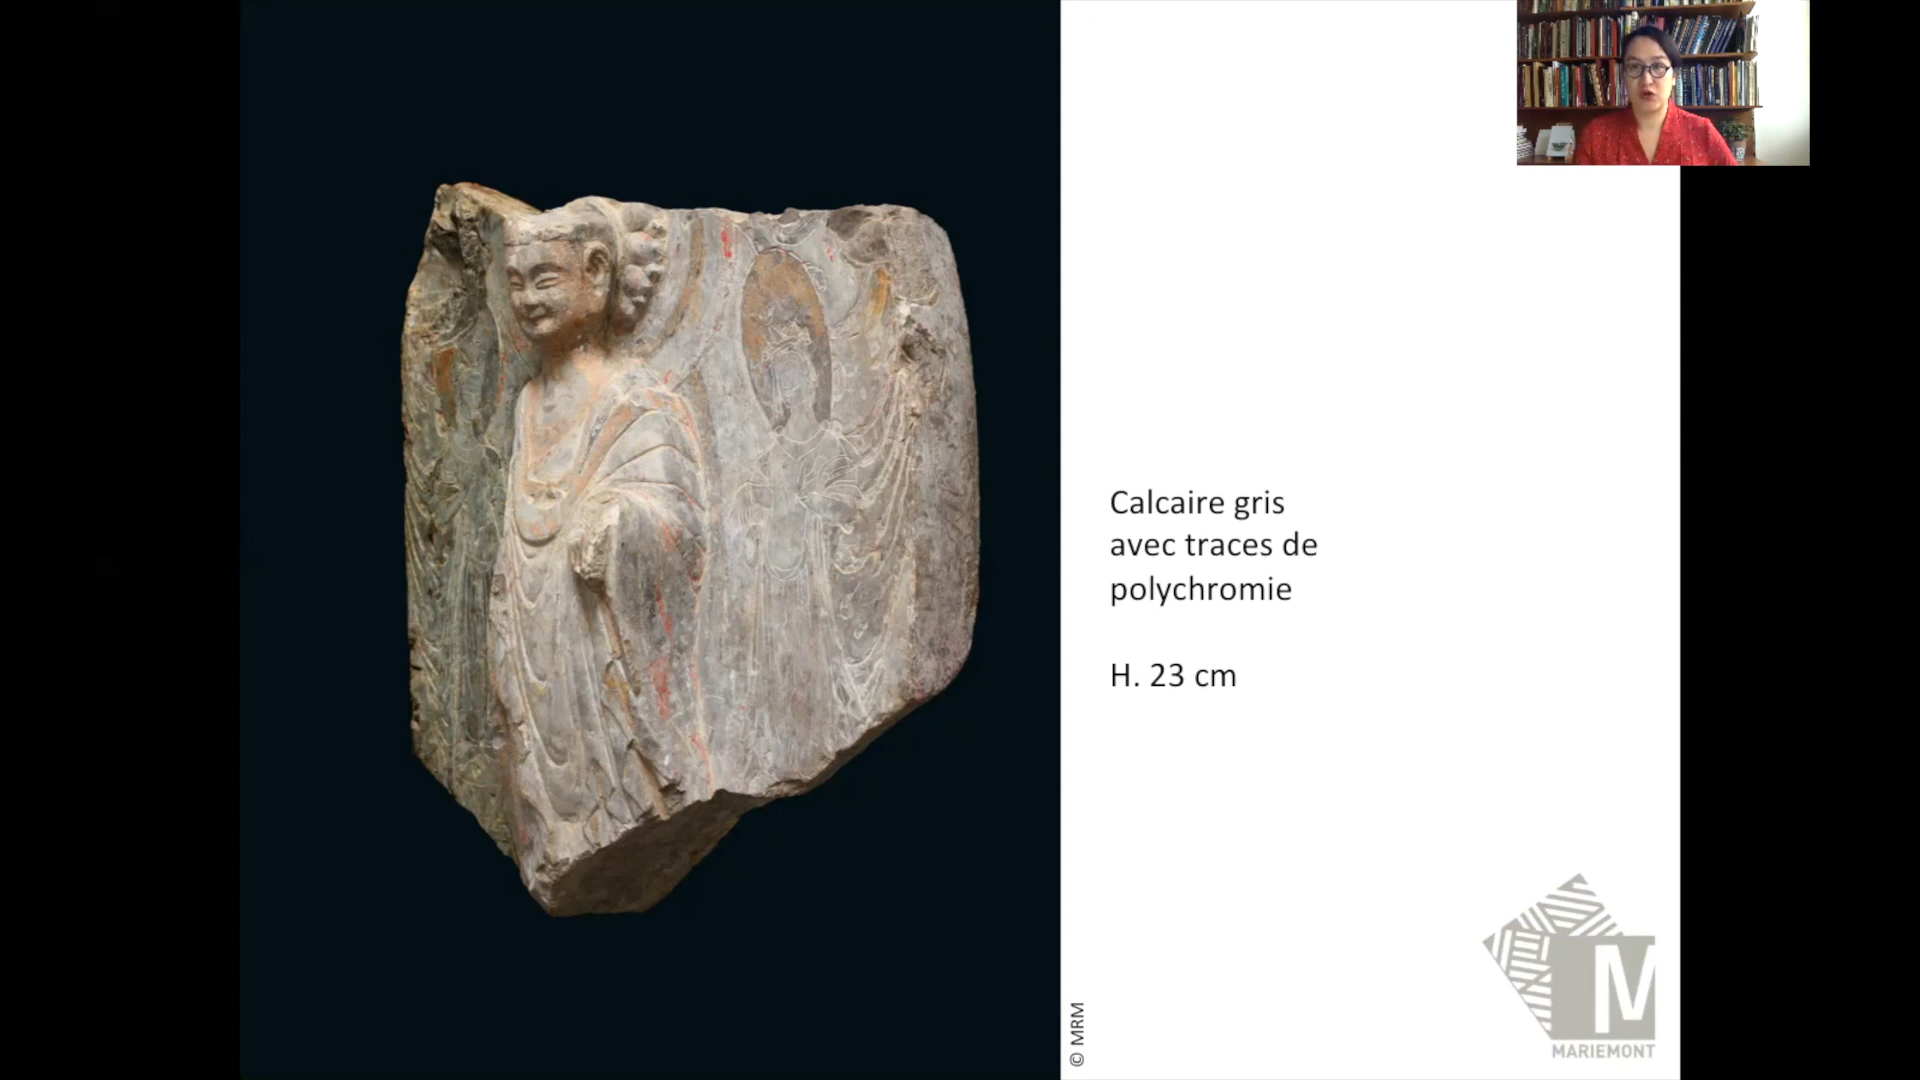 Calcaire gris
avec traces de
polychromie
H. 23 cm
© MRM
M
MARIEMONT